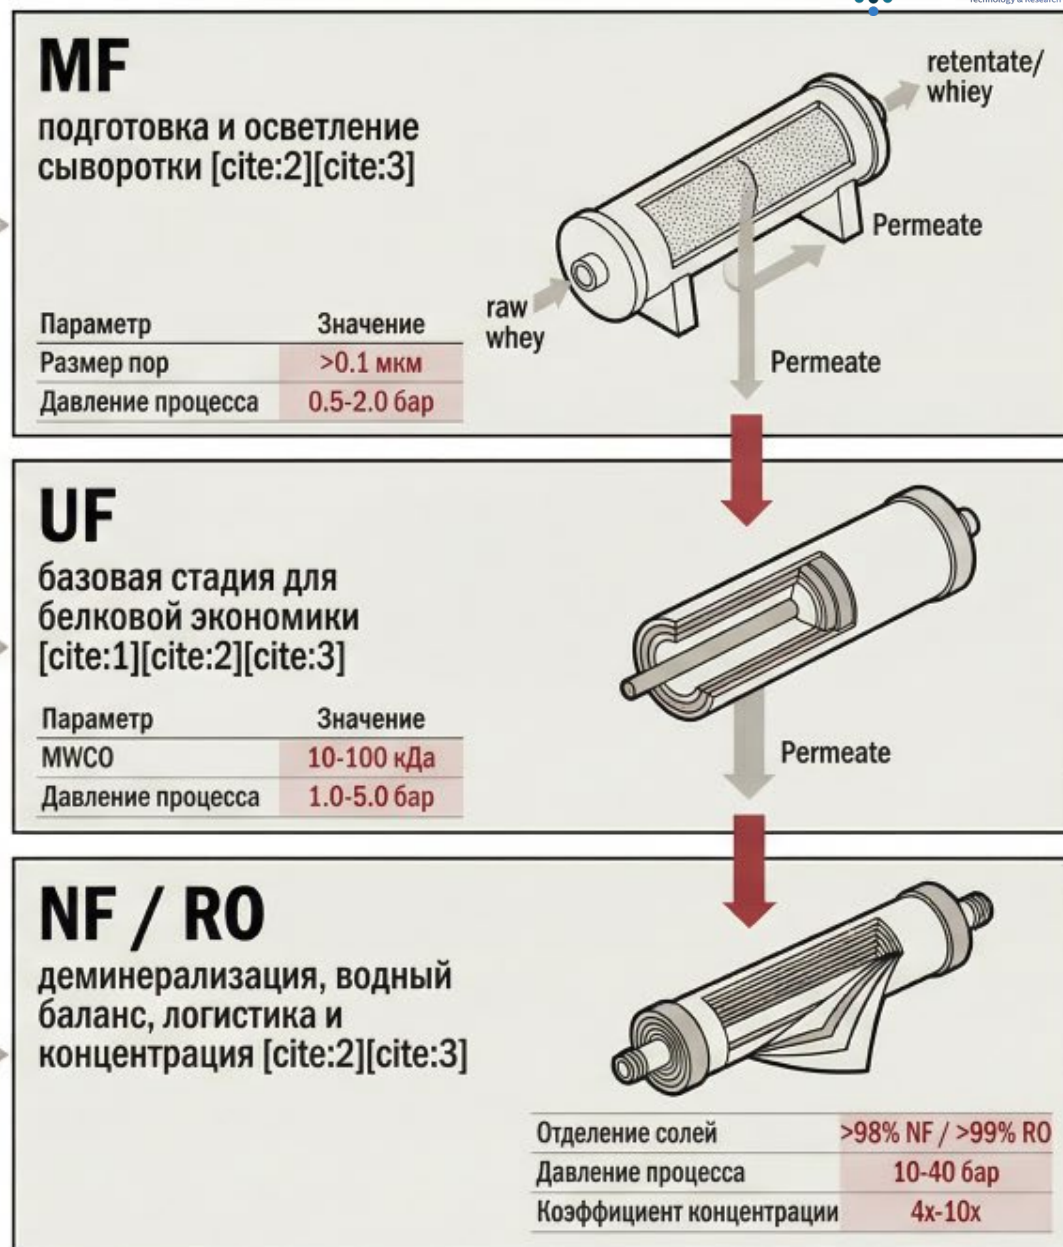 Technology & Research
MF
подготовка и осветление
сыворотки [cite:2][cite:3]
retentate/
whiey
Permeate
raw
whey
Permeate
Параметр Значение
Размер пор >0.1 мкм
Давление процесса 0.5-2.0 бар
UF
базовая стадия для
белковой экономики
[cite:1][cite:2][cite:3]
Параметр Значение
MWCO 10-100 кДа
Давление процесса 1.0-5.0 бар
Permeate
NF / RO
деминерализация, водный
баланс, логистика и
концентрация [cite:2][cite:3]
Отделение солей >98% NF / >99% RO
Давление процесса 10-40 бар
Коэффициент концентрации 4x-10x